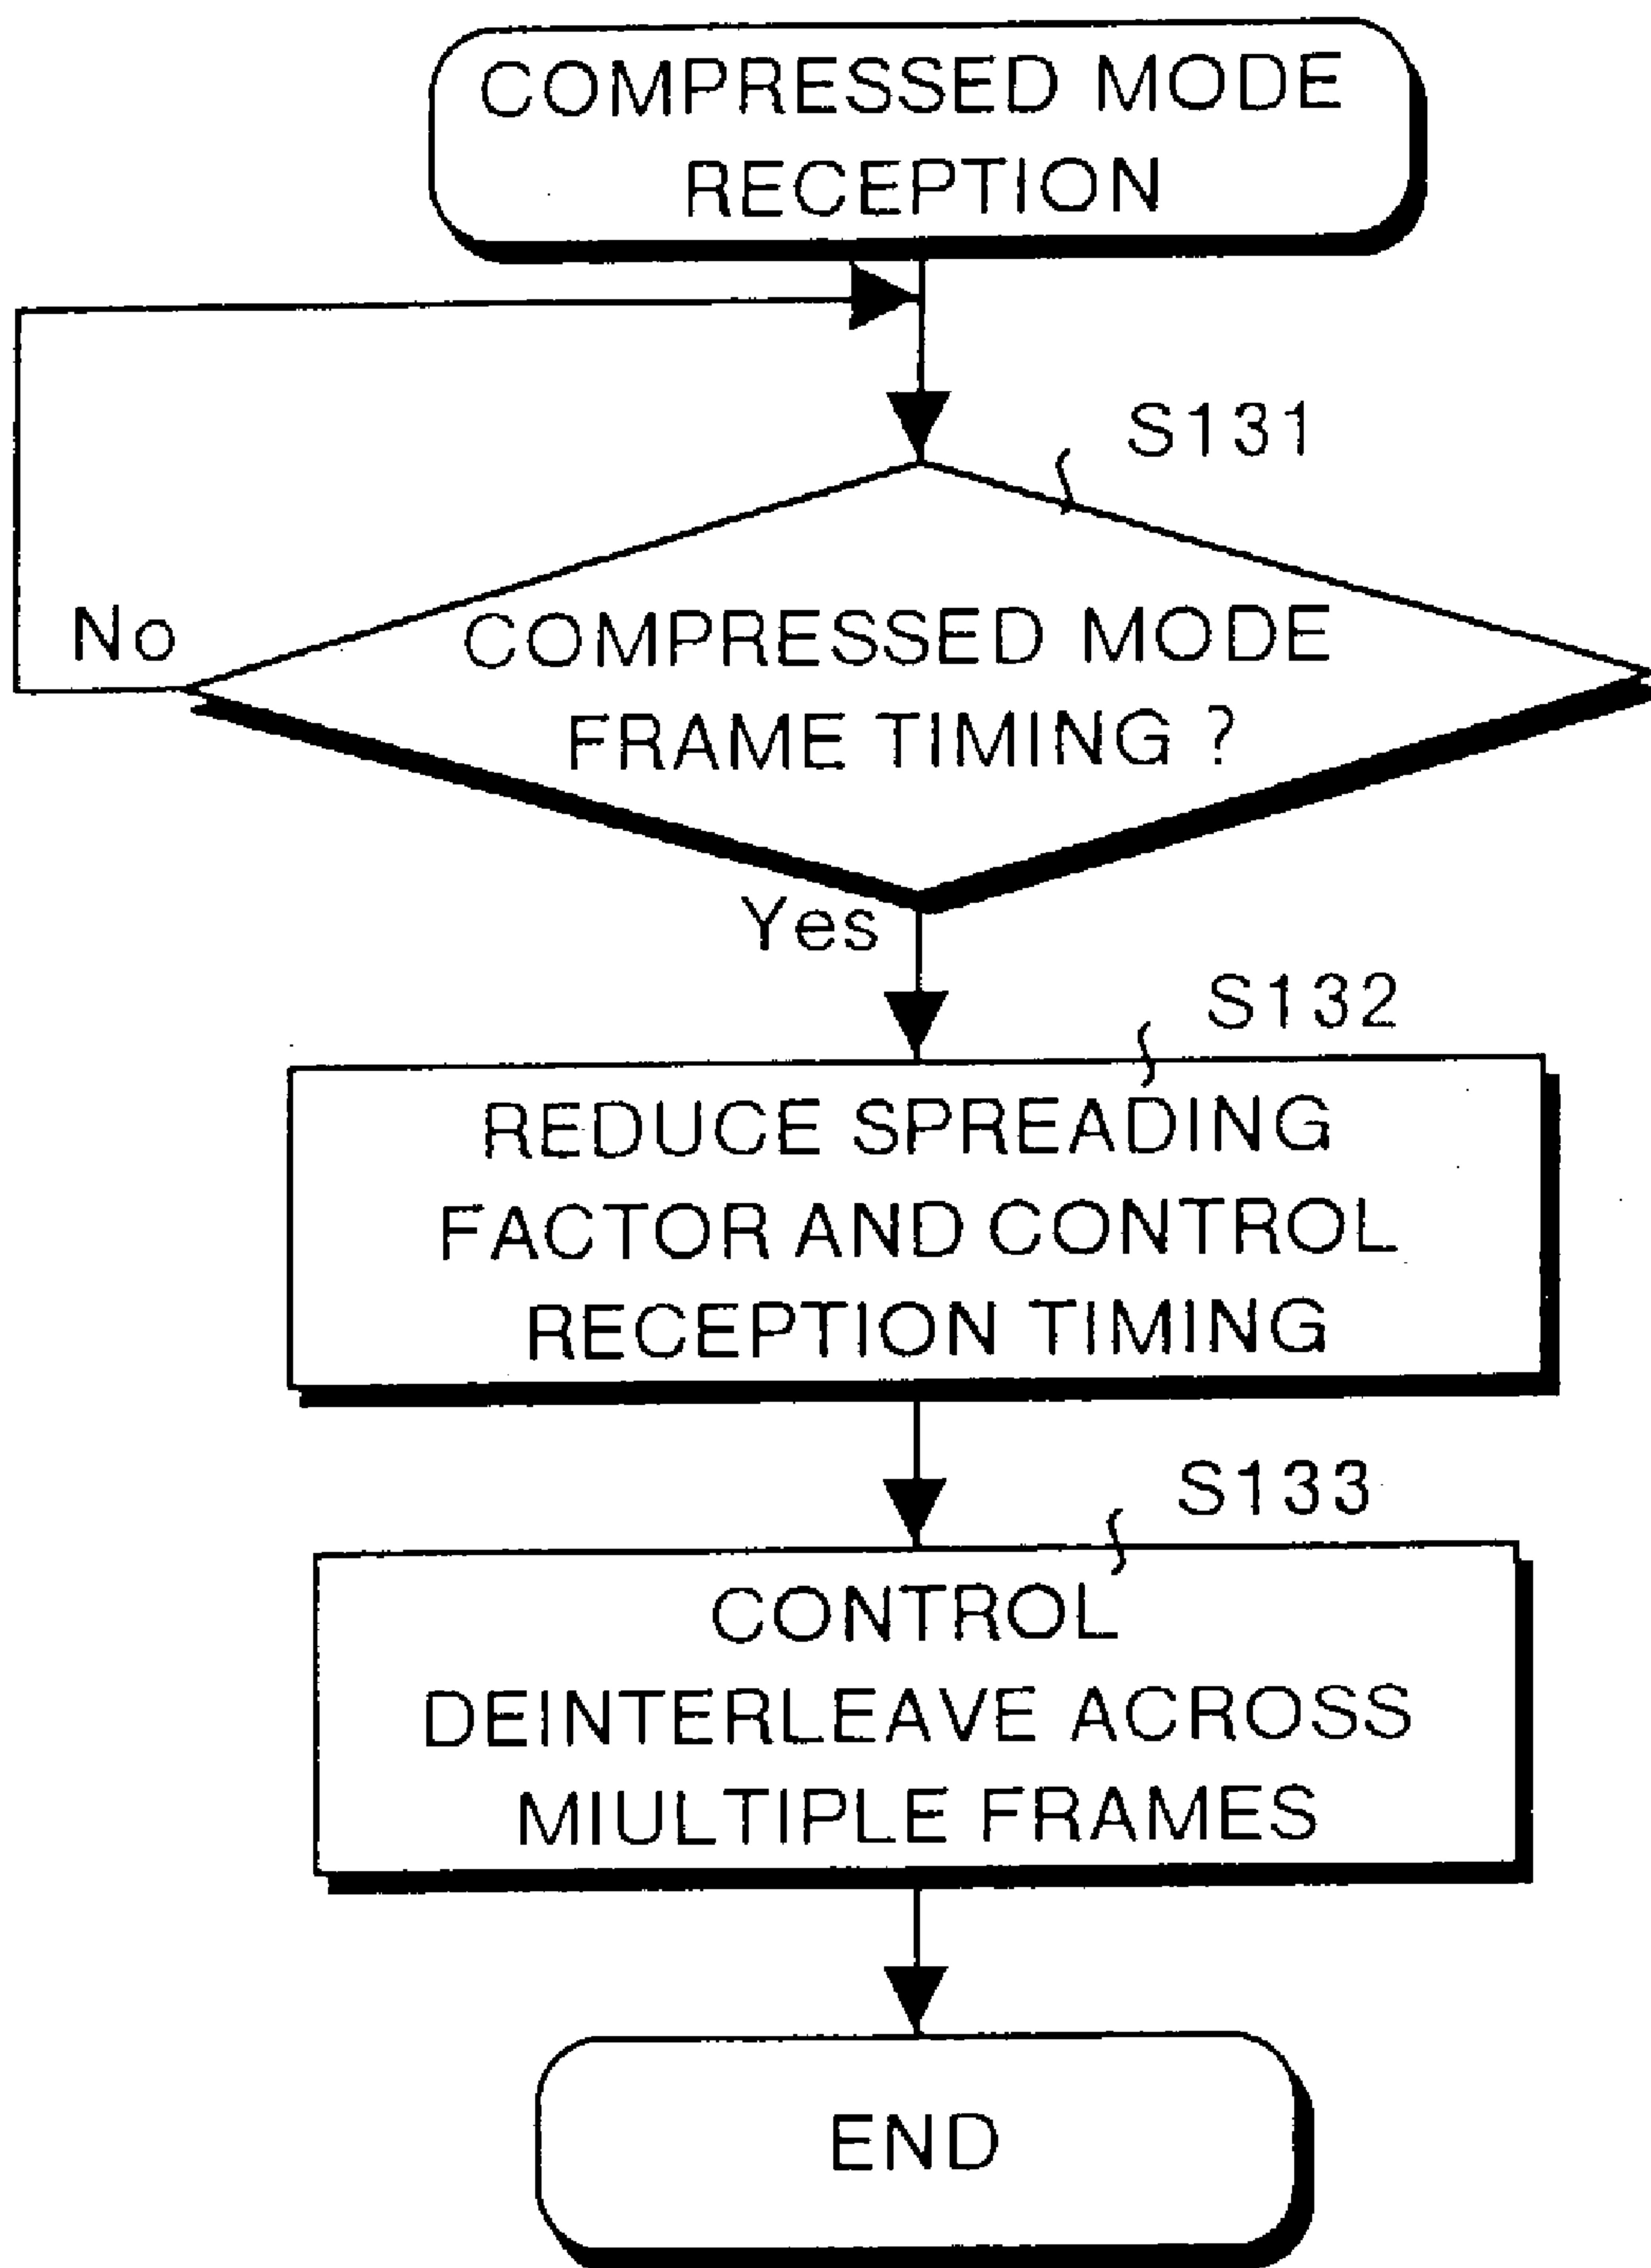 COMPRESSED MODE
RECEPTION
S131
No
COMPRESSED MODE
FRAME TIMING ?
Yes
S132
REDUCE SPREADING
FACTOR AND CONTROL
RECEPTION TIMING
S133
CONTROL
DEINTERLEAVE ACROSS
MIULTIPLE FRAMES
END